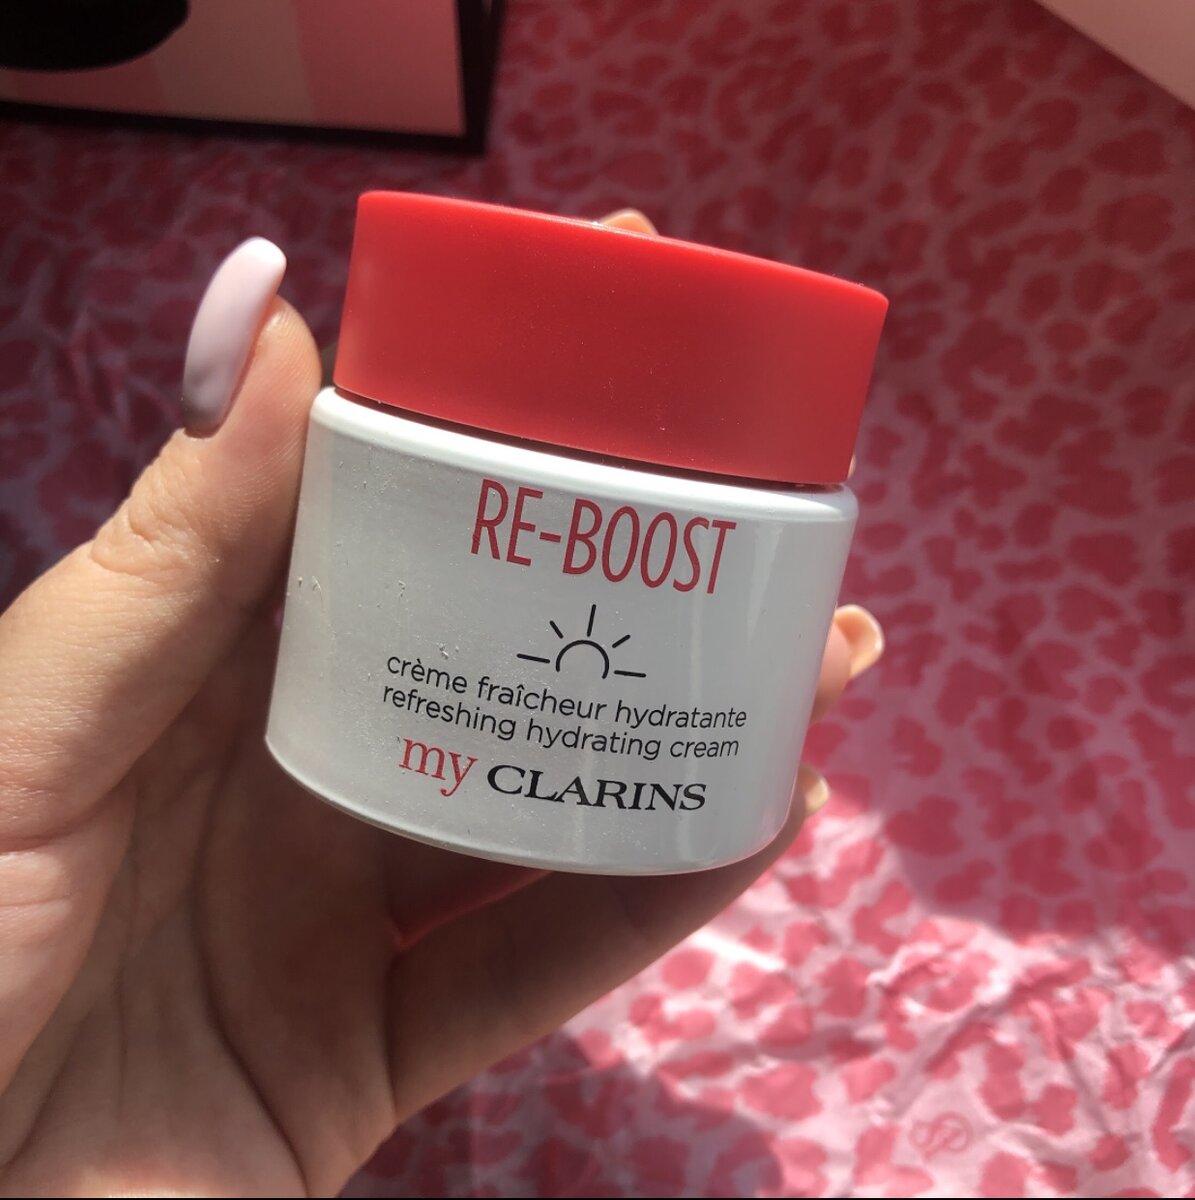 RE-BOOST
crème fraîcheur hydratante
refreshing hydrating cream
my CLARINS